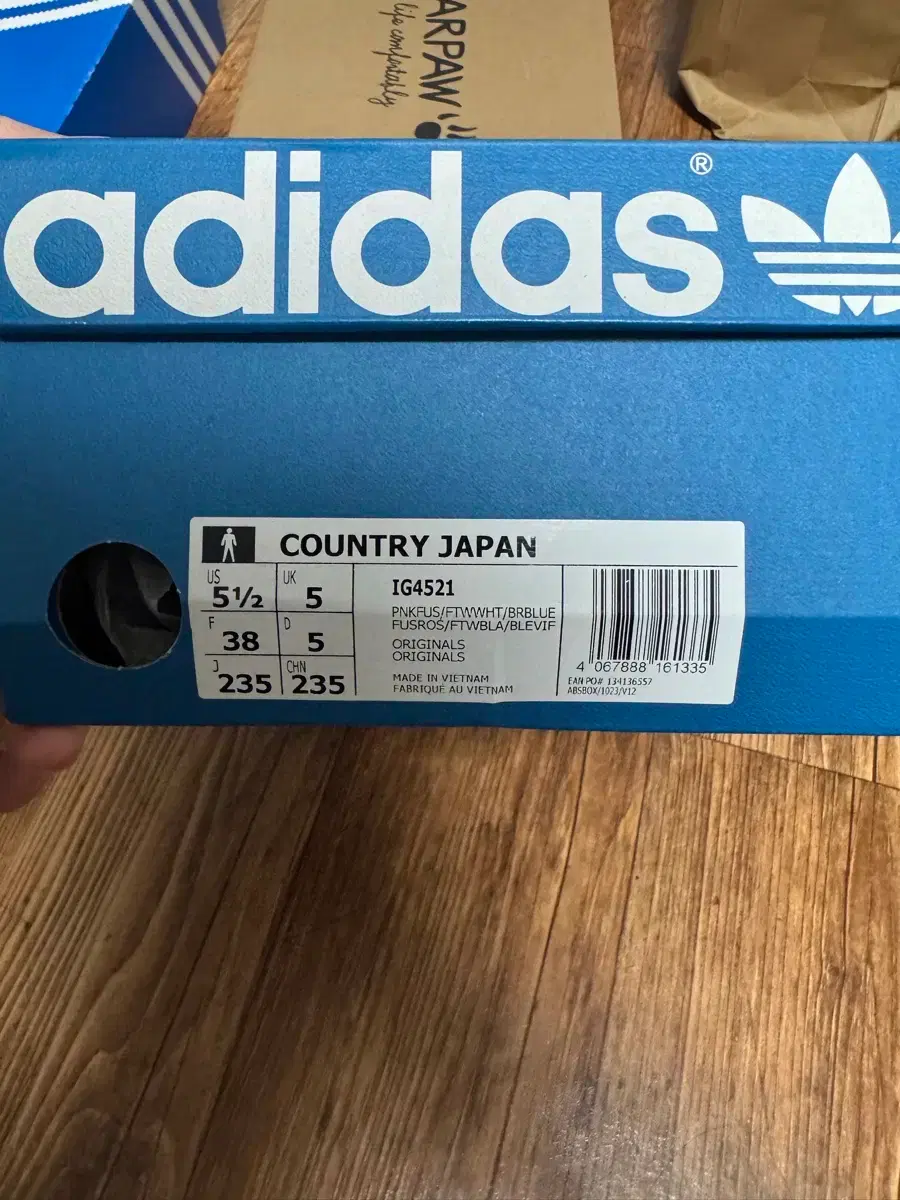 ARPAW
life comfortably
adidas®
COUNTRY JAPAN
US 5½ UK 5
F 38 D 5
J 235 CHN 235
IG4521
PNKFUS/FTWWHT/BRBLUE
FUSROS/FTWBLA/BLEVIF
ORIGINALS
ORIGINALS
MADE IN VIETNAM
FABRIQUÉ AU VIETNAM
4 067888 161335
EAN PO# 134136557
ABSBOX/1023/V12